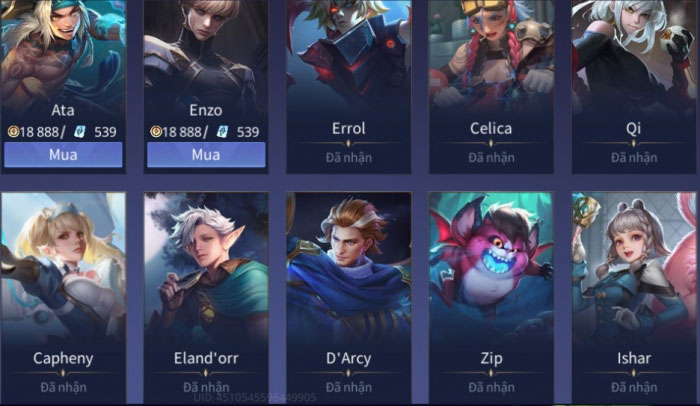 Ata
Enzo
Errol
Celica
Qi
18 888/ 539
18 888/ 539
Đã nhận
Đã nhận
Đã nhận
Mua
Mua
Capheny
Eland'orr
D'Arcy
Zip
Ishar
Đã nhận
Đã nhận
Đã nhận
Đã nhận
Đã nhận
UID: 4510545596449905